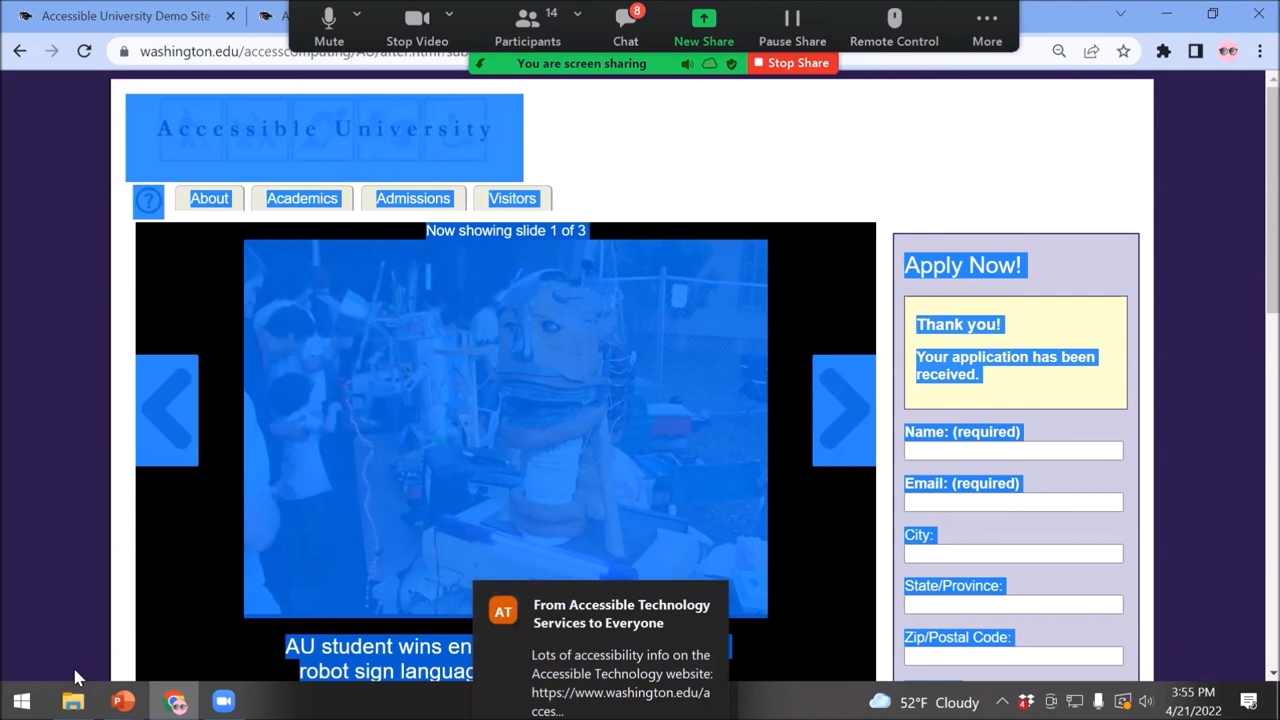 Accessible University Demo Site
14
8
Mute
Stop Video
Participants
Chat
New Share
Pause Share
Remote Control
More
washington.edu/accesscomputing/AU/after.html?sub
You are screen sharing
Stop Share
Accessible University
?
About
Academics
Admissions
Visitors
Now showing slide 1 of 3
Apply Now!
Thank you!
Your application has been
received.
Name: (required)
Email: (required)
City:
State/Province:
Zip/Postal Code:
AU student wins en
robot sign languag
AT
From Accessible Technology
Services to Everyone
Lots of accessibility info on the
Accessible Technology website:
https://www.washington.edu/a
cces...
52°F Cloudy
3:55 PM
4/21/2022